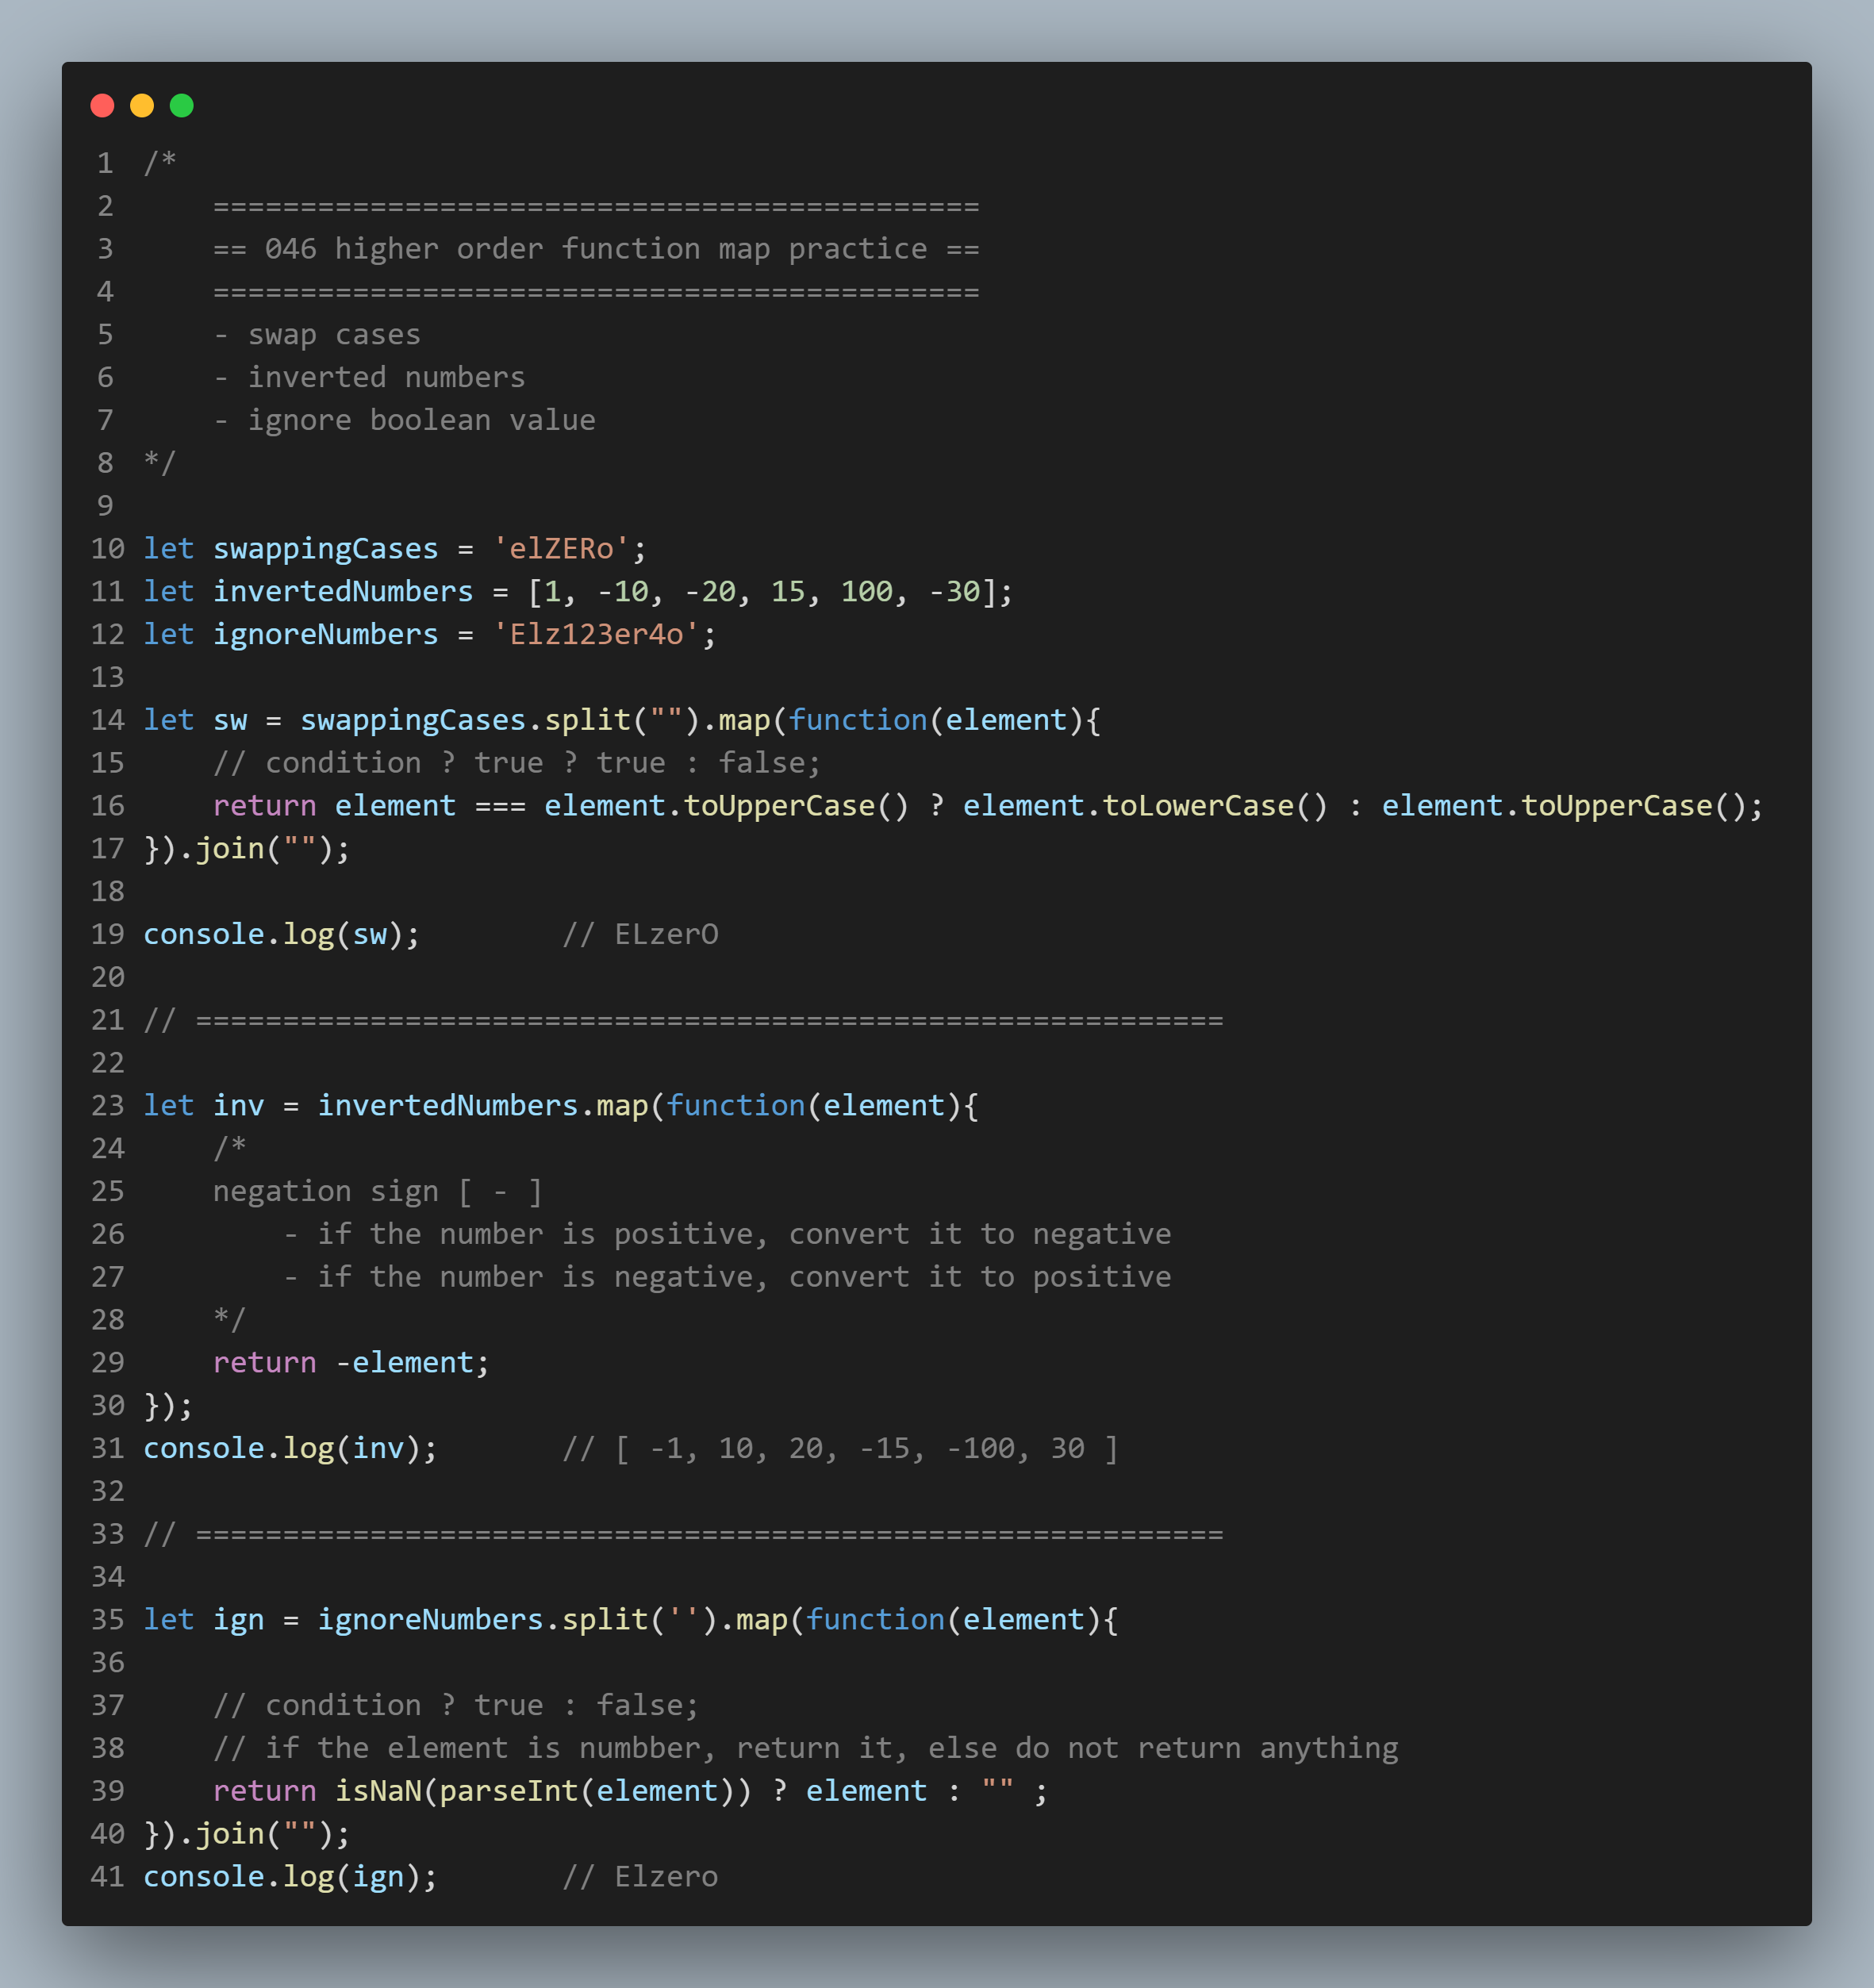 1 /*
2     ============================================
3     == 046 higher order function map practice ==
4     ============================================
5     - swap cases
6     - inverted numbers
7     - ignore boolean value
8 */
9
10 let swappingCases = 'elZERo';
11 let invertedNumbers = [1, -10, -20, 15, 100, -30];
12 let ignoreNumbers = 'Elz123er4o';
13
14 let sw = swappingCases.split("").map(function(element){
15     // condition ? true ? true : false;
16     return element === element.toUpperCase() ? element.toLowerCase() : element.toUpperCase();
17 }).join("");
18
19 console.log(sw);        // ELzerO
20
21 // ===========================================================
22
23 let inv = invertedNumbers.map(function(element){
24     /*
25     negation sign [ - ]
26         - if the number is positive, convert it to negative
27         - if the number is negative, convert it to positive
28     */
29     return -element;
30 });
31 console.log(inv);       // [ -1, 10, 20, -15, -100, 30 ]
32
33 // ===========================================================
34
35 let ign = ignoreNumbers.split('').map(function(element){
36
37     // condition ? true : false;
38     // if the element is numbber, return it, else do not return anything
39     return isNaN(parseInt(element)) ? element : "" ;
40 }).join("");
41 console.log(ign);       // Elzero